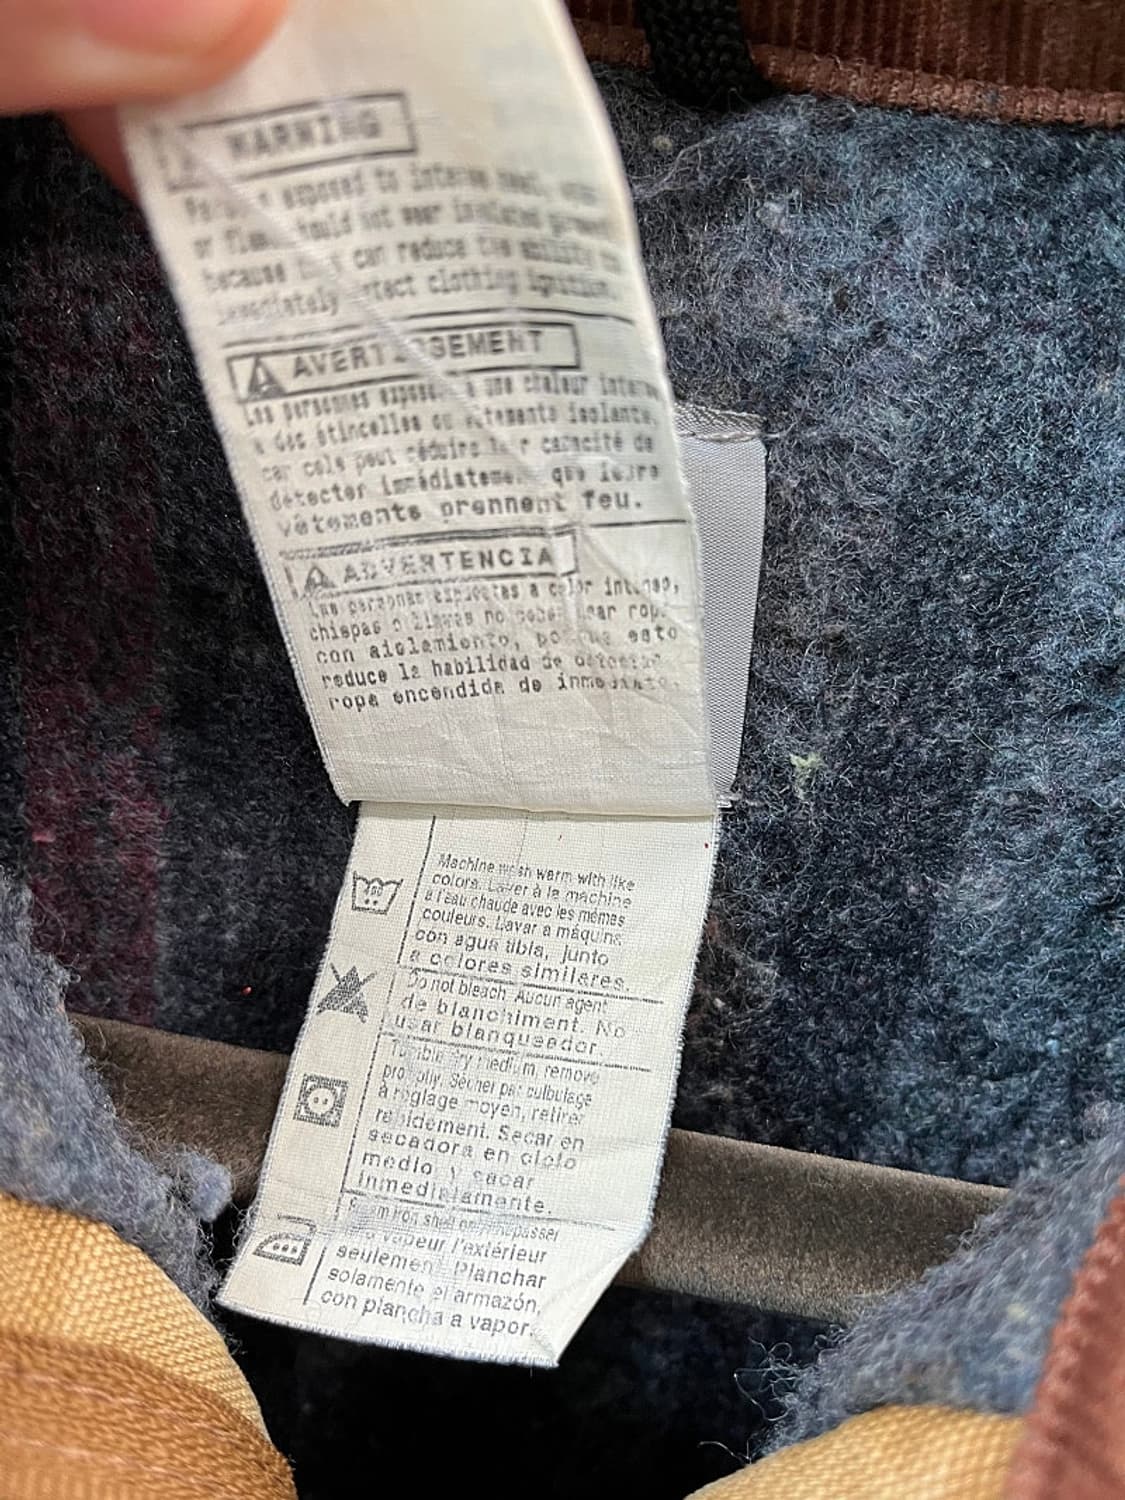 WARNING
exposed to intense heat,
or should not wear insulated
because can reduce the ability to
immediately detect clothing ignition.
AVERTISSEMENT
Les personnes exposées à une chaleur intense
à des étincelles ou vêtements isolants,
car cela peut réduire leur capacité de
détecter immédiatement que leurs
vêtements prennent feu.
ADVERTENCIA
Las personas expuestas a calor intenso,
chispas o llamas no deben usar ropa
con aislamiento, porque esto
reduce la habilidad de detectar
ropa encendida de inmediato.
Machine wash warm with like
colors. Laver à la machine
à l'eau chaude avec les mêmes
couleurs. Lavar a máquina
con agua tibia, junto
a colores similares.
Do not bleach. Aucun agent
de blanchiment. No
usar blanqueador.
Tumble dry medium, remove
promptly. Sécher par culbutage
à réglage moyen, retirer
rapidement. Secar en
secadora en ciclo
medio y sacar
inmediatamente.
Steam iron shell only. Repasser
à la vapeur l'extérieur
seulement. Planchar
solamente el armazón,
con plancha a vapor.